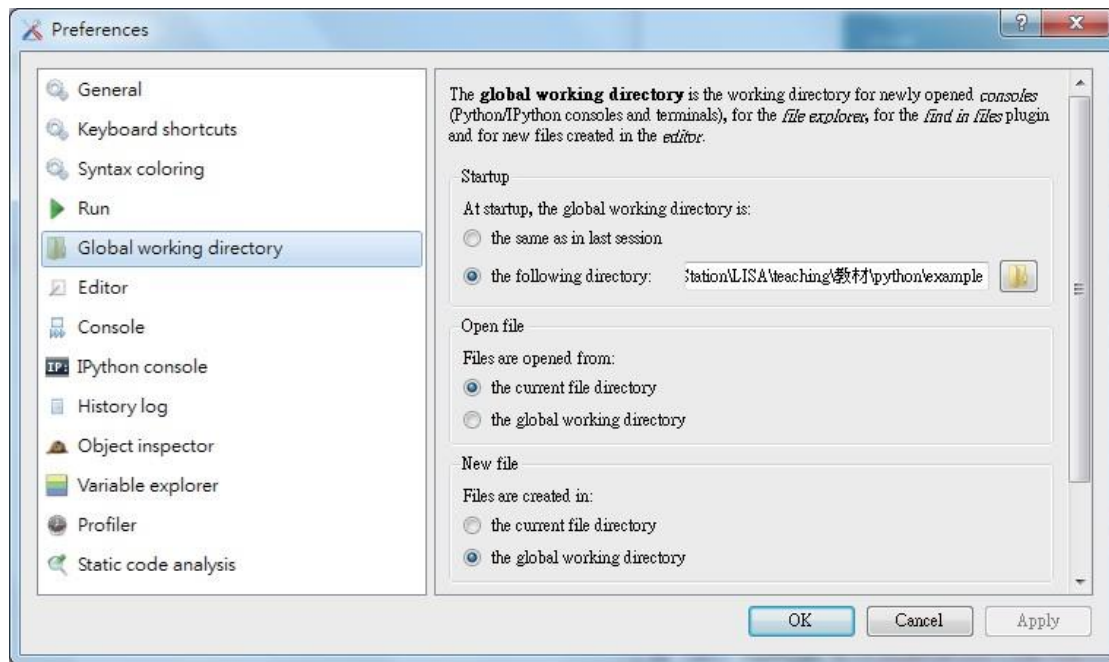 Preferences
?
General
Keyboard shortcuts
Syntax coloring
Run
Global working directory
Editor
Console
IP: IPython console
History log
Object inspector
Variable explorer
Profiler
Static code analysis
The global working directory is the working directory for newly opened consoles
(Python/IPython consoles and terminals), for the file explorer, for the find in files plugin
and for new files created in the editor.
Startup
At startup, the global working directory is:
the same as in last session
the following directory: Station\LISA\teaching\教材\python\example
Open file
Files are opened from:
the current file directory
the global working directory
New file
Files are created in:
the current file directory
the global working directory
OK Cancel Apply